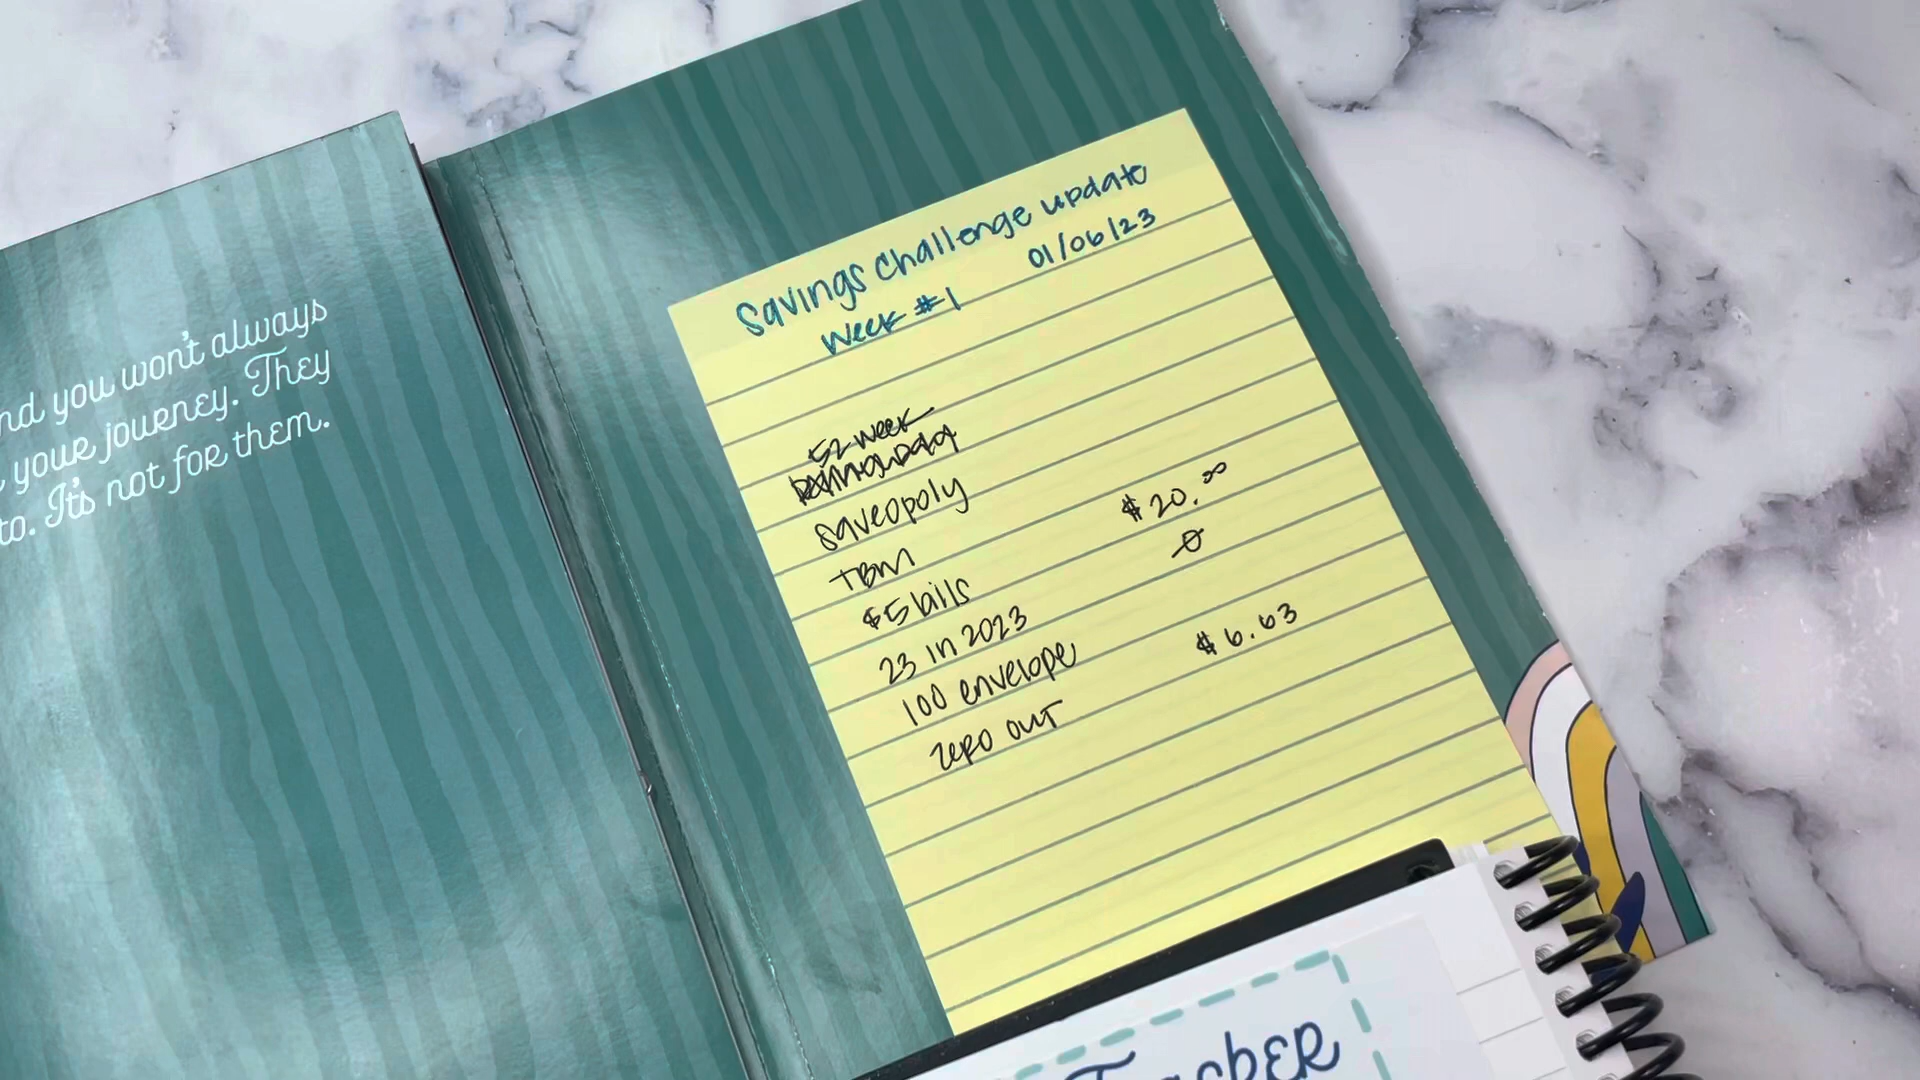 nd you won't always
your journey. They
to. It's not for them.
Savings Challenge update
Week #1 01/06/23
52 week
saveopoly
TBM
$5 bills $20.00
23 in 2023 0
100 envelope
zero out $6.63
Tracker